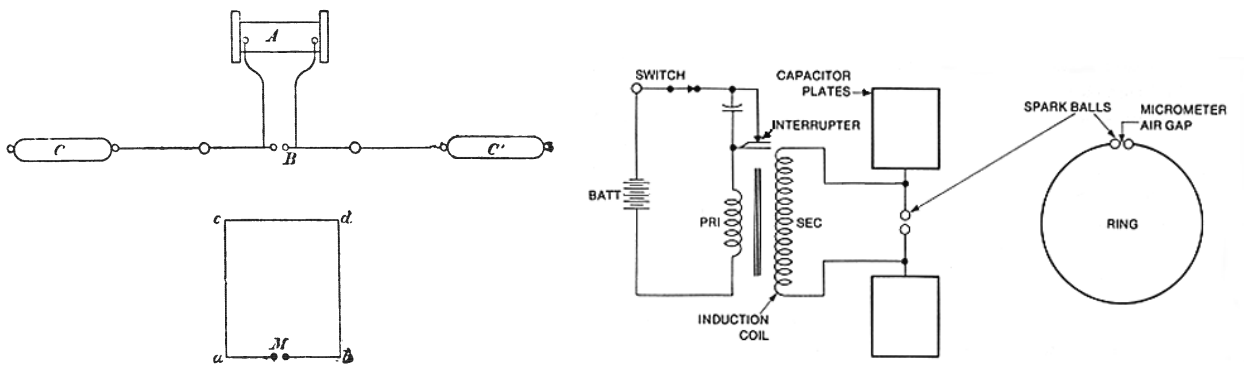 A
C
B
C'
c
d
M
a
b
SWITCH
CAPACITOR
PLATES
INTERRUPTER
BATT
PRI
SEC
INDUCTION
COIL
SPARK BALLS
MICROMETER
AIR GAP
RING